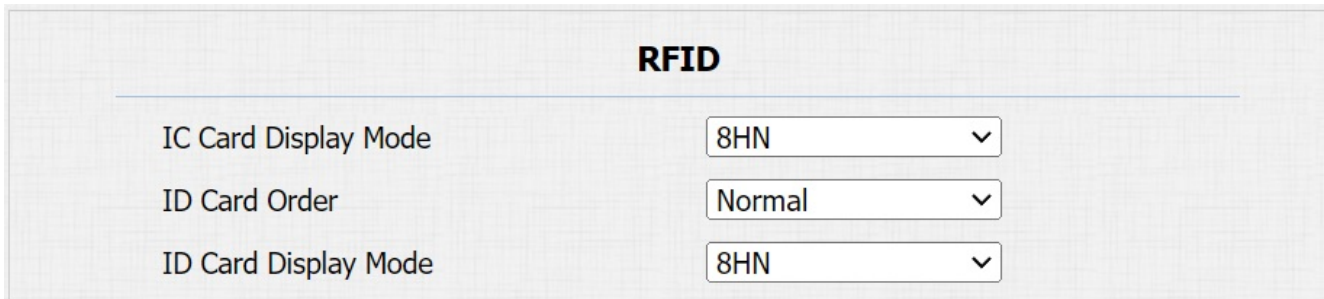 RFID
IC Card Display Mode 8HN
ID Card Order Normal
ID Card Display Mode 8HN